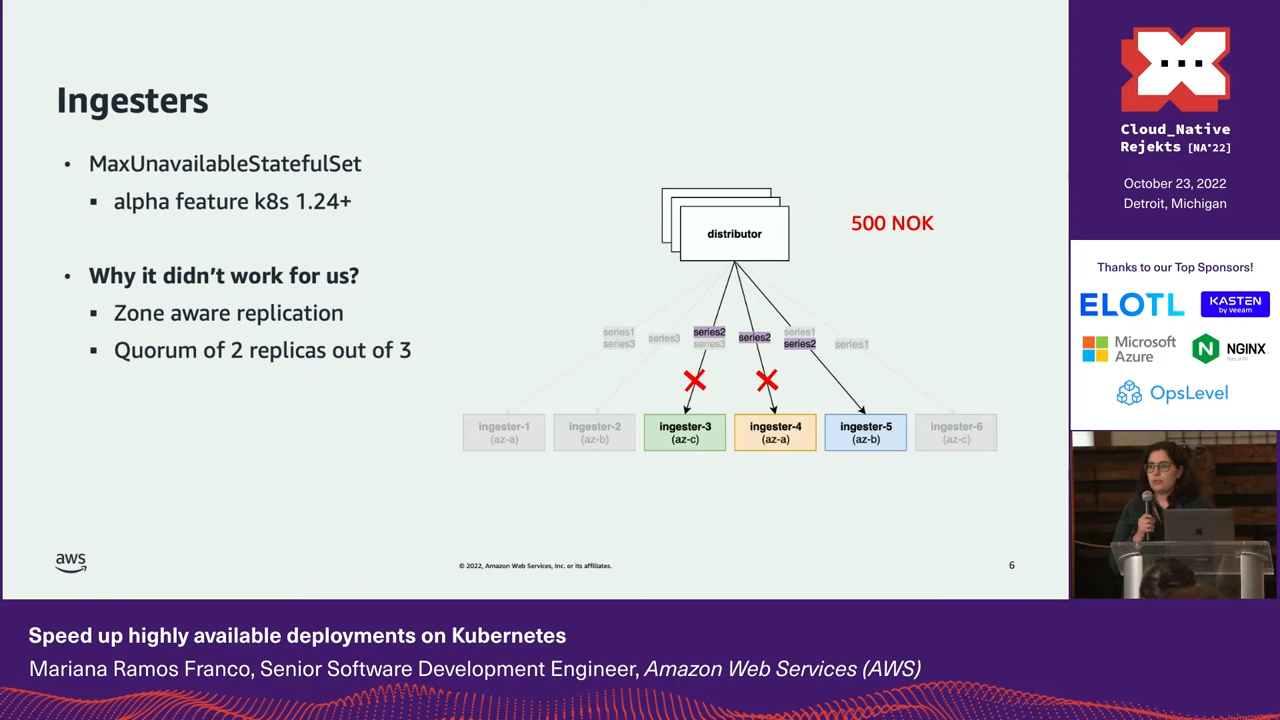 Ingesters
• MaxUnavailableStatefulSet
▪ alpha feature k8s 1.24+
• Why it didn't work for us?
▪ Zone aware replication
▪ Quorum of 2 replicas out of 3
distributor
500 NOK
series1
series3
series3
series2
series3
series2
series1
series2
series1
ingester-1
(az-a)
ingester-2
(az-b)
ingester-3
(az-c)
ingester-4
(az-a)
ingester-5
(az-b)
ingester-6
(az-c)
aws
© 2022, Amazon Web Services, Inc. or its affiliates.
6
Cloud_Native
Rejekts [NA'22]
October 23, 2022
Detroit, Michigan
Thanks to our Top Sponsors!
ELOTL
KASTEN
by Veeam
Microsoft
Azure
NGINX
Part of F5
OpsLevel
Speed up highly available deployments on Kubernetes
Mariana Ramos Franco, Senior Software Development Engineer, Amazon Web Services (AWS)